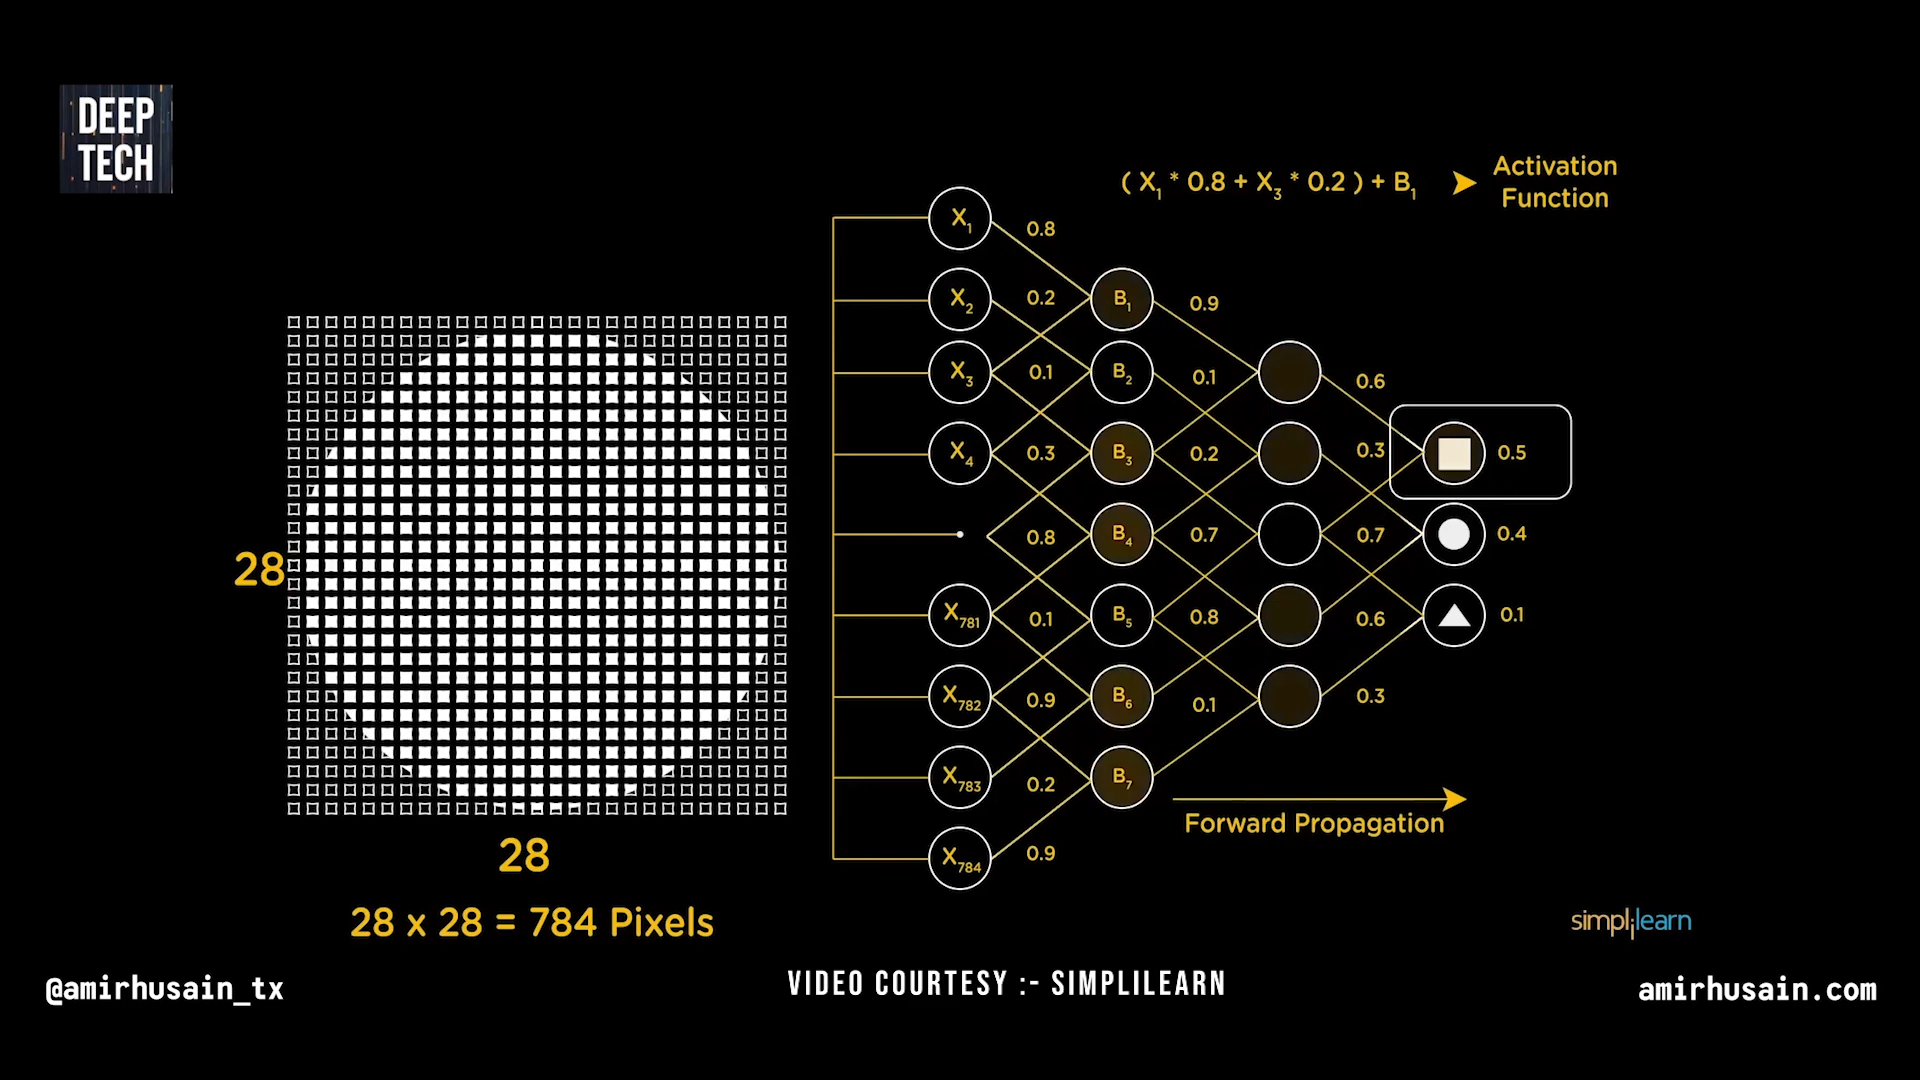 DEEP
TECH
( X₁ * 0.8 + X₃ * 0.2 ) + B₁
Activation
Function
X₁
0.8
X₂
0.2
B₁
0.9
X₃
0.1
B₂
0.1
0.6
X₄
0.3
B₃
0.2
0.3
0.5
0.8
B₄
0.7
0.7
0.4
X₇₈₁
0.1
B₅
0.8
0.6
0.1
X₇₈₂
0.9
B₆
0.1
0.3
X₇₈₃
0.2
B₇
X₇₈₄
0.9
Forward Propagation
28
28
28 x 28 = 784 Pixels
simplilearn
@amirhusain_tx
VIDEO COURTESY :- SIMPLILEARN
amirhusain.com